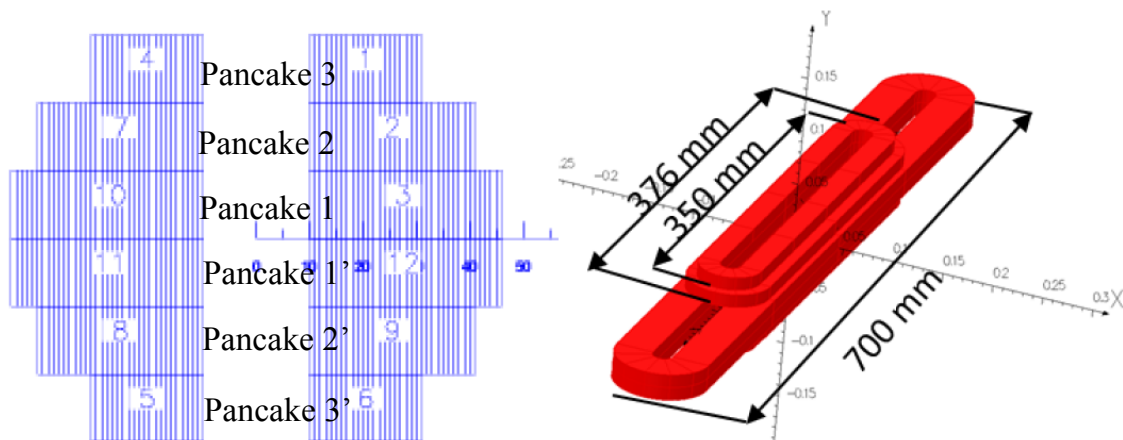 4 Pancake 3 1
7 Pancake 2 2
10 Pancake 1 3
0 10 20 30 40 50
11 Pancake 1’ 12
8 Pancake 2’ 9
5 Pancake 3’ 6
Y
0.15
0.1
376 mm
350 mm
700 mm
.25
-0.2
0.05
0.05
0.1
0.15
0.2
0.25
0.3
X
-0.1
-0.15